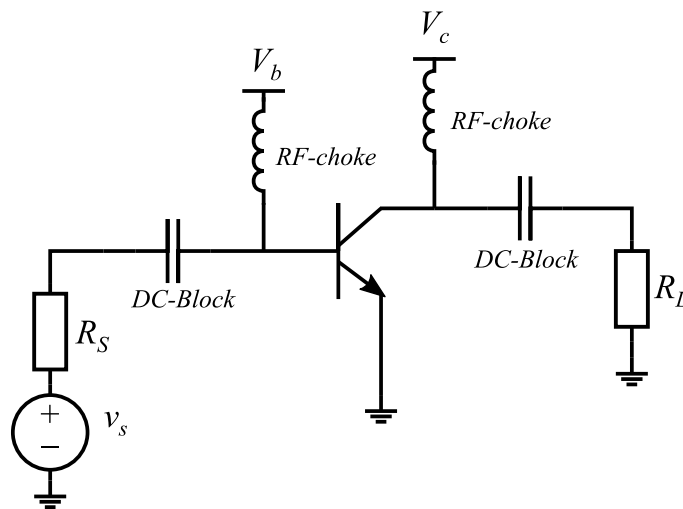 V_c
V_b
RF-choke
RF-choke
DC-Block
DC-Block
R_S
R_L
+
v_s
−